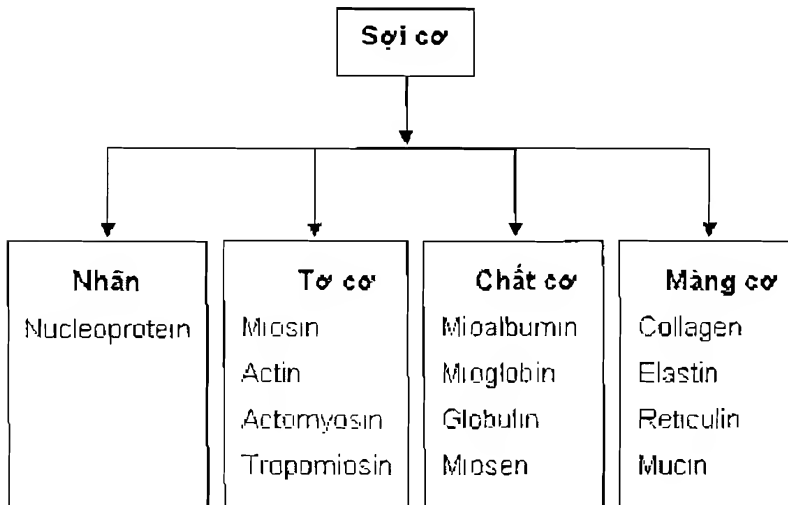 Sợi cơ
Nhân
Nucleoprotein
Tơ cơ
Miosin
Actin
Actomyosin
Tropomiosin
Chất cơ
Mioalbumin
Mioglobin
Globulin
Miosen
Màng cơ
Collagen
Elastin
Reticulin
Mucin